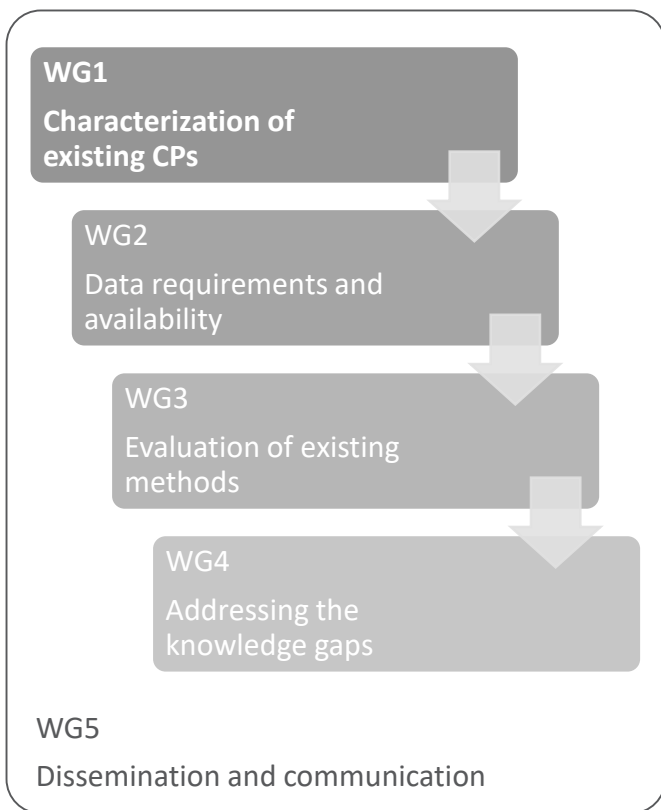 WG1
Characterization of
existing CPs
WG2
Data requirements and
availability
WG3
Evaluation of existing
methods
WG4
Addressing the
knowledge gaps
WG5
Dissemination and communication